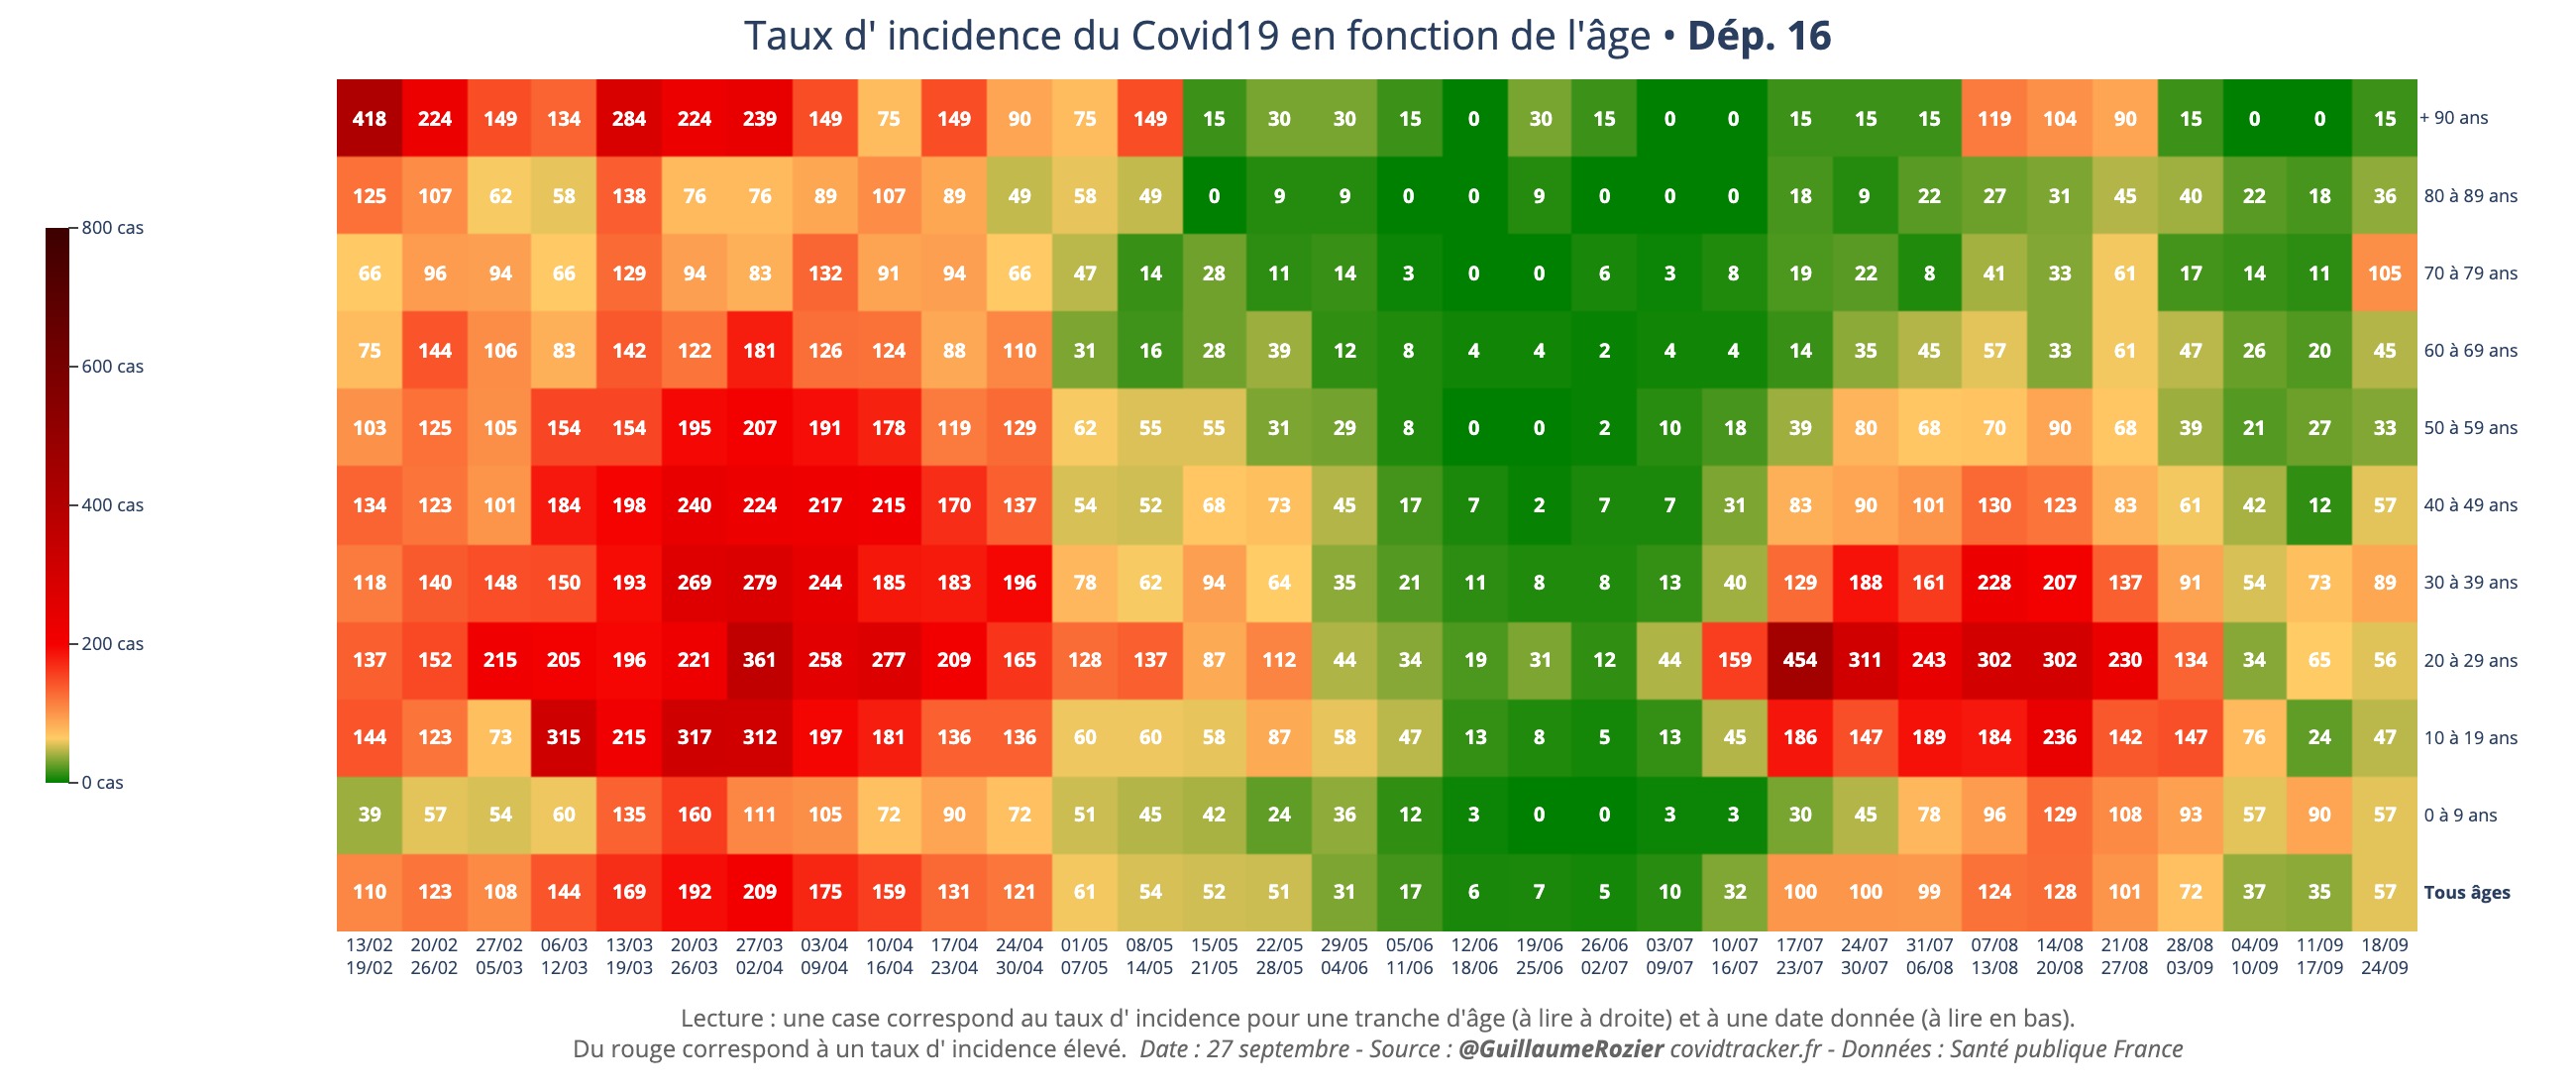 Taux d' incidence du Covid19 en fonction de l'âge • Dép. 16
800 cas
600 cas
400 cas
200 cas
0 cas
418 224 149 134 284 224 239 149 75 149 90 75 149 15 30 30 15 0 30 15 0 0 15 15 15 119 104 90 15 0 0 15 + 90 ans
125 107 62 58 138 76 76 89 107 89 49 58 49 0 9 9 0 0 9 0 0 0 18 9 22 27 31 45 40 22 18 36 80 à 89 ans
66 96 94 66 129 94 83 132 91 94 66 47 14 28 11 14 3 0 0 6 3 8 19 22 8 41 33 61 17 14 11 105 70 à 79 ans
75 144 106 83 142 122 181 126 124 88 110 31 16 28 39 12 8 4 4 2 4 4 14 35 45 57 33 61 47 26 20 45 60 à 69 ans
103 125 105 154 154 195 207 191 178 119 129 62 55 55 31 29 8 0 0 2 10 18 39 80 68 70 90 68 39 21 27 33 50 à 59 ans
134 123 101 184 198 240 224 217 215 170 137 54 52 68 73 45 17 7 2 7 7 31 83 90 101 130 123 83 61 42 12 57 40 à 49 ans
118 140 148 150 193 269 279 244 185 183 196 78 62 94 64 35 21 11 8 8 13 40 129 188 161 228 207 137 91 54 73 89 30 à 39 ans
137 152 215 205 196 221 361 258 277 209 165 128 137 87 112 44 34 19 31 12 44 159 454 311 243 302 302 230 134 34 65 56 20 à 29 ans
144 123 73 315 215 317 312 197 181 136 136 60 60 58 87 58 47 13 8 5 13 45 186 147 189 184 236 142 147 76 24 47 10 à 19 ans
39 57 54 60 135 160 111 105 72 90 72 51 45 42 24 36 12 3 0 0 3 3 30 45 78 96 129 108 93 57 90 57 0 à 9 ans
110 123 108 144 169 192 209 175 159 131 121 61 54 52 51 31 17 6 7 5 10 32 100 100 99 124 128 101 72 37 35 57 Tous âges
13/02 20/02 27/02 06/03 13/03 20/03 27/03 03/04 10/04 17/04 24/04 01/05 08/05 15/05 22/05 29/05 05/06 12/06 19/06 26/06 03/07 10/07 17/07 24/07 31/07 07/08 14/08 21/08 28/08 04/09 11/09 18/09
19/02 26/02 05/03 12/03 19/03 26/03 02/04 09/04 16/04 23/04 30/04 07/05 14/05 21/05 28/05 04/06 11/06 18/06 25/06 02/07 09/07 16/07 23/07 30/07 06/08 13/08 20/08 27/08 03/09 10/09 17/09 24/09
Lecture : une case correspond au taux d' incidence pour une tranche d'âge (à lire à droite) et à une date donnée (à lire en bas).
Du rouge correspond à un taux d' incidence élevé. Date : 27 septembre - Source : @GuillaumeRozier covidtracker.fr - Données : Santé publique France